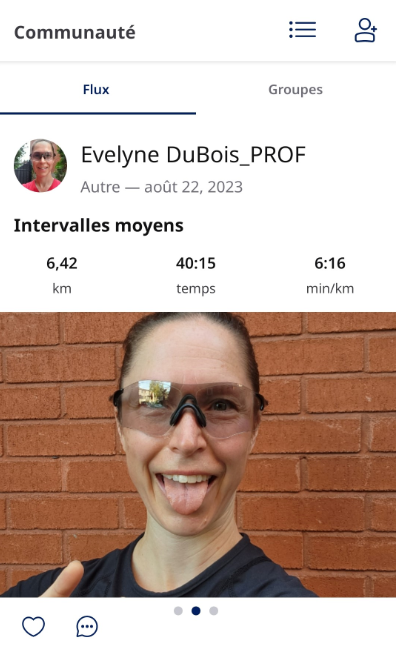 Communauté
Flux
Groupes
Evelyne DuBois_PROF
Autre — août 22, 2023
Intervalles moyens
6,42
40:15
6:16
km
temps
min/km